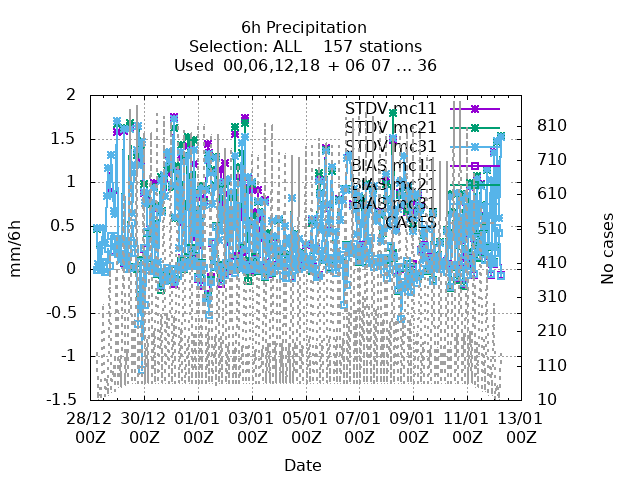 6h Precipitation
Selection: ALL 157 stations
Used 00,06,12,18 + 06 07 ... 36
STDV mc11
STDV mc21
STDV mc31
BIAS mc11
BIAS mc21
BIAS mc31
CASES
mm/6h
2
1.5
1
0.5
0
-0.5
-1
-1.5
No cases
810
710
610
510
410
310
210
110
10
28/12 30/12 01/01 03/01 05/01 07/01 09/01 11/01 13/01
00Z 00Z 00Z 00Z 00Z 00Z 00Z 00Z 00Z
Date